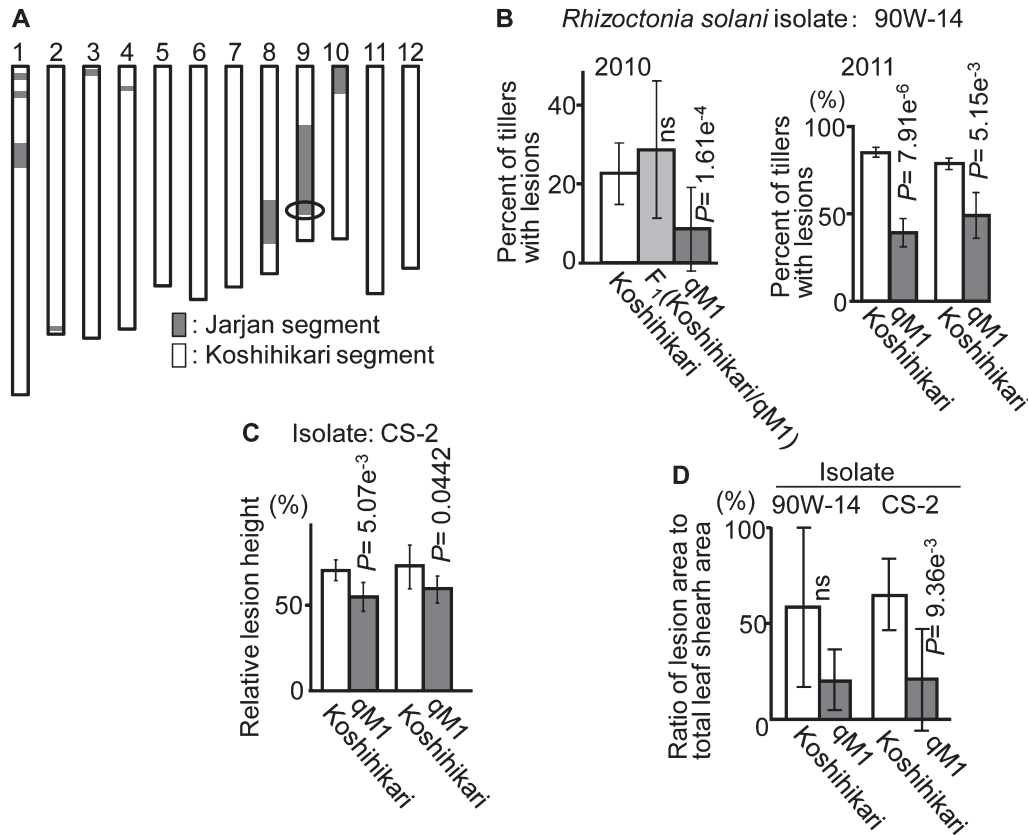 A
1 2 3 4 5 6 7 8 9 10 11 12
: Jarjan segment
: Koshihikari segment
B
Rhizoctonia solani isolate: 90W-14
2010
Percent of tillers
with lesions
40
20
0
ns
P= 1.61e-4
Koshihikari
F1(Koshihikari/qM1)
qM1
2011
(%)
Percent of tillers
with lesions
100
50
0
P= 7.91e-6
P= 5.15e-3
Koshihikari
qM1
Koshihikari
qM1
C
Isolate: CS-2
(%)
Relative lesion height
50
0
P= 5.07e-3
P= 0.0442
Koshihikari
qM1
Koshihikari
qM1
D
Isolate
(%)
90W-14 CS-2
Ratio of lesion area to
total leaf shearh area
100
50
0
ns
P= 9.36e-3
Koshihikari
qM1
Koshihikari
qM1